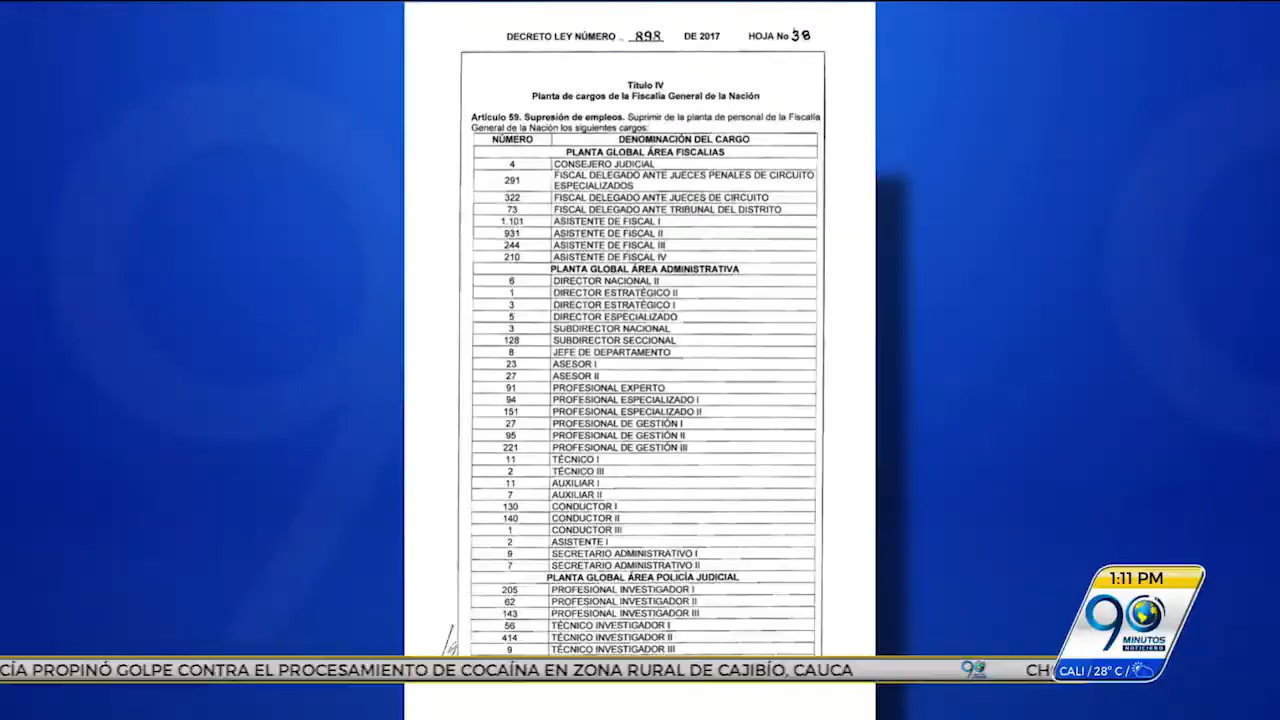 DECRETO LEY NÚMERO 898 DE 2017 HOJA No 38
Título IV
Planta de cargos de la Fiscalía General de la Nación
Artículo 59. Supresión de empleos. Suprimir de la planta de personal de la Fiscalía
General de la Nación los siguientes cargos:
NÚMERO DENOMINACIÓN DEL CARGO
PLANTA GLOBAL ÁREA FISCALIAS
4 CONSEJERO JUDICIAL
291 FISCAL DELEGADO ANTE JUECES PENALES DE CIRCUITO
ESPECIALIZADOS
322 FISCAL DELEGADO ANTE JUECES DE CIRCUITO
73 FISCAL DELEGADO ANTE TRIBUNAL DEL DISTRITO
1.101 ASISTENTE DE FISCAL I
931 ASISTENTE DE FISCAL II
244 ASISTENTE DE FISCAL III
210 ASISTENTE DE FISCAL IV
PLANTA GLOBAL ÁREA ADMINISTRATIVA
6 DIRECTOR NACIONAL II
1 DIRECTOR ESTRATÉGICO II
3 DIRECTOR ESTRATÉGICO I
5 DIRECTOR ESPECIALIZADO
3 SUBDIRECTOR NACIONAL
128 SUBDIRECTOR SECCIONAL
8 JEFE DE DEPARTAMENTO
23 ASESOR I
27 ASESOR II
91 PROFESIONAL EXPERTO
94 PROFESIONAL ESPECIALIZADO I
151 PROFESIONAL ESPECIALIZADO II
27 PROFESIONAL DE GESTIÓN I
95 PROFESIONAL DE GESTIÓN II
221 PROFESIONAL DE GESTIÓN III
11 TÉCNICO I
2 TÉCNICO III
11 AUXILIAR I
7 AUXILIAR II
130 CONDUCTOR I
140 CONDUCTOR II
1 CONDUCTOR III
2 ASISTENTE I
9 SECRETARIO ADMINISTRATIVO I
7 SECRETARIO ADMINISTRATIVO II
PLANTA GLOBAL ÁREA POLICÍA JUDICIAL
205 PROFESIONAL INVESTIGADOR I
62 PROFESIONAL INVESTIGADOR II
143 PROFESIONAL INVESTIGADOR III
56 TÉCNICO INVESTIGADOR I
414 TÉCNICO INVESTIGADOR II
9 TÉCNICO INVESTIGADOR III
1:11 PM
90
MINUTOS
NOTICIERO
CALI / 28° C /
CÍA PROPINÓ GOLPE CONTRA EL PROCESAMIENTO DE COCAÍNA EN ZONA RURAL DE CAJIBÍO, CAUCA 90 CH